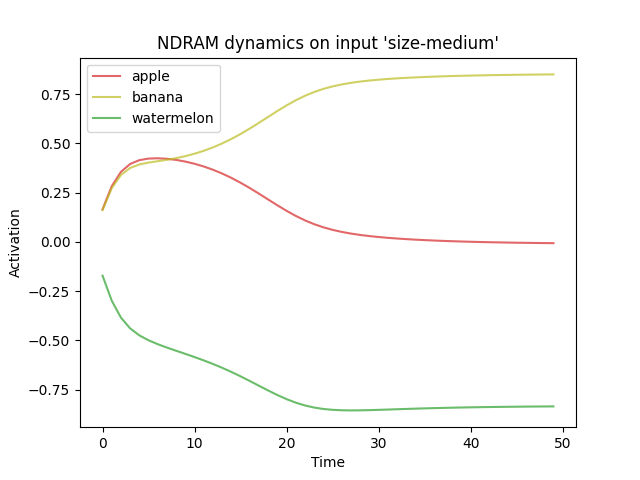 NDRAM dynamics on input 'size-medium'
apple
banana
watermelon
0.75
0.50
0.25
0.00
−0.25
−0.50
−0.75
Activation
0 10 20 30 40 50
Time